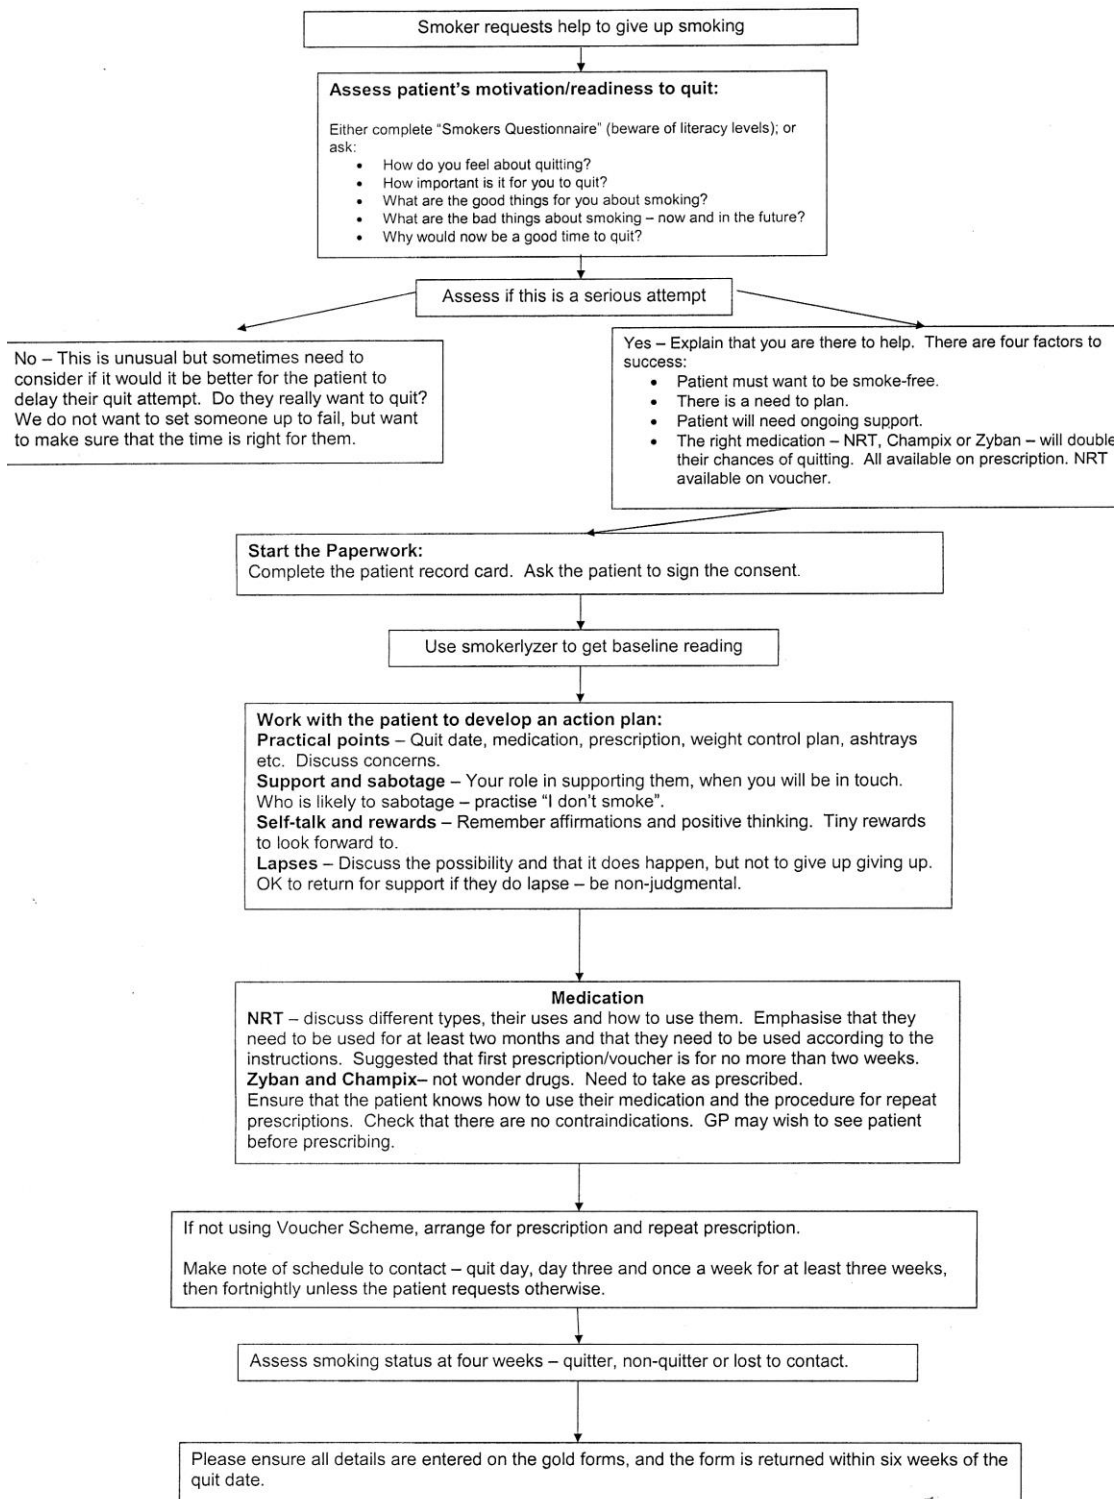 Smoker requests help to give up smoking
Assess patient's motivation/readiness to quit:
Either complete "Smokers Questionnaire" (beware of literacy levels); or
ask:
• How do you feel about quitting?
• How important is it for you to quit?
• What are the good things for you about smoking?
• What are the bad things about smoking – now and in the future?
• Why would now be a good time to quit?
Assess if this is a serious attempt
No – This is unusual but sometimes need to
consider if it would it be better for the patient to
delay their quit attempt. Do they really want to quit?
We do not want to set someone up to fail, but want
to make sure that the time is right for them.
Yes – Explain that you are there to help. There are four factors to
success:
• Patient must want to be smoke-free.
• There is a need to plan.
• Patient will need ongoing support.
• The right medication – NRT, Champix or Zyban – will double
their chances of quitting. All available on prescription. NRT
available on voucher.
Start the Paperwork:
Complete the patient record card. Ask the patient to sign the consent.
Use smokerlyzer to get baseline reading
Work with the patient to develop an action plan:
Practical points – Quit date, medication, prescription, weight control plan, ashtrays
etc. Discuss concerns.
Support and sabotage – Your role in supporting them, when you will be in touch.
Who is likely to sabotage – practise "I don't smoke".
Self-talk and rewards – Remember affirmations and positive thinking. Tiny rewards
to look forward to.
Lapses – Discuss the possibility and that it does happen, but not to give up giving up.
OK to return for support if they do lapse – be non-judgmental.
Medication
NRT – discuss different types, their uses and how to use them. Emphasise that they
need to be used for at least two months and that they need to be used according to the
instructions. Suggested that first prescription/voucher is for no more than two weeks.
Zyban and Champix– not wonder drugs. Need to take as prescribed.
Ensure that the patient knows how to use their medication and the procedure for repeat
prescriptions. Check that there are no contraindications. GP may wish to see patient
before prescribing.
If not using Voucher Scheme, arrange for prescription and repeat prescription.
Make note of schedule to contact – quit day, day three and once a week for at least three weeks,
then fortnightly unless the patient requests otherwise.
Assess smoking status at four weeks – quitter, non-quitter or lost to contact.
Please ensure all details are entered on the gold forms, and the form is returned within six weeks of the
quit date.